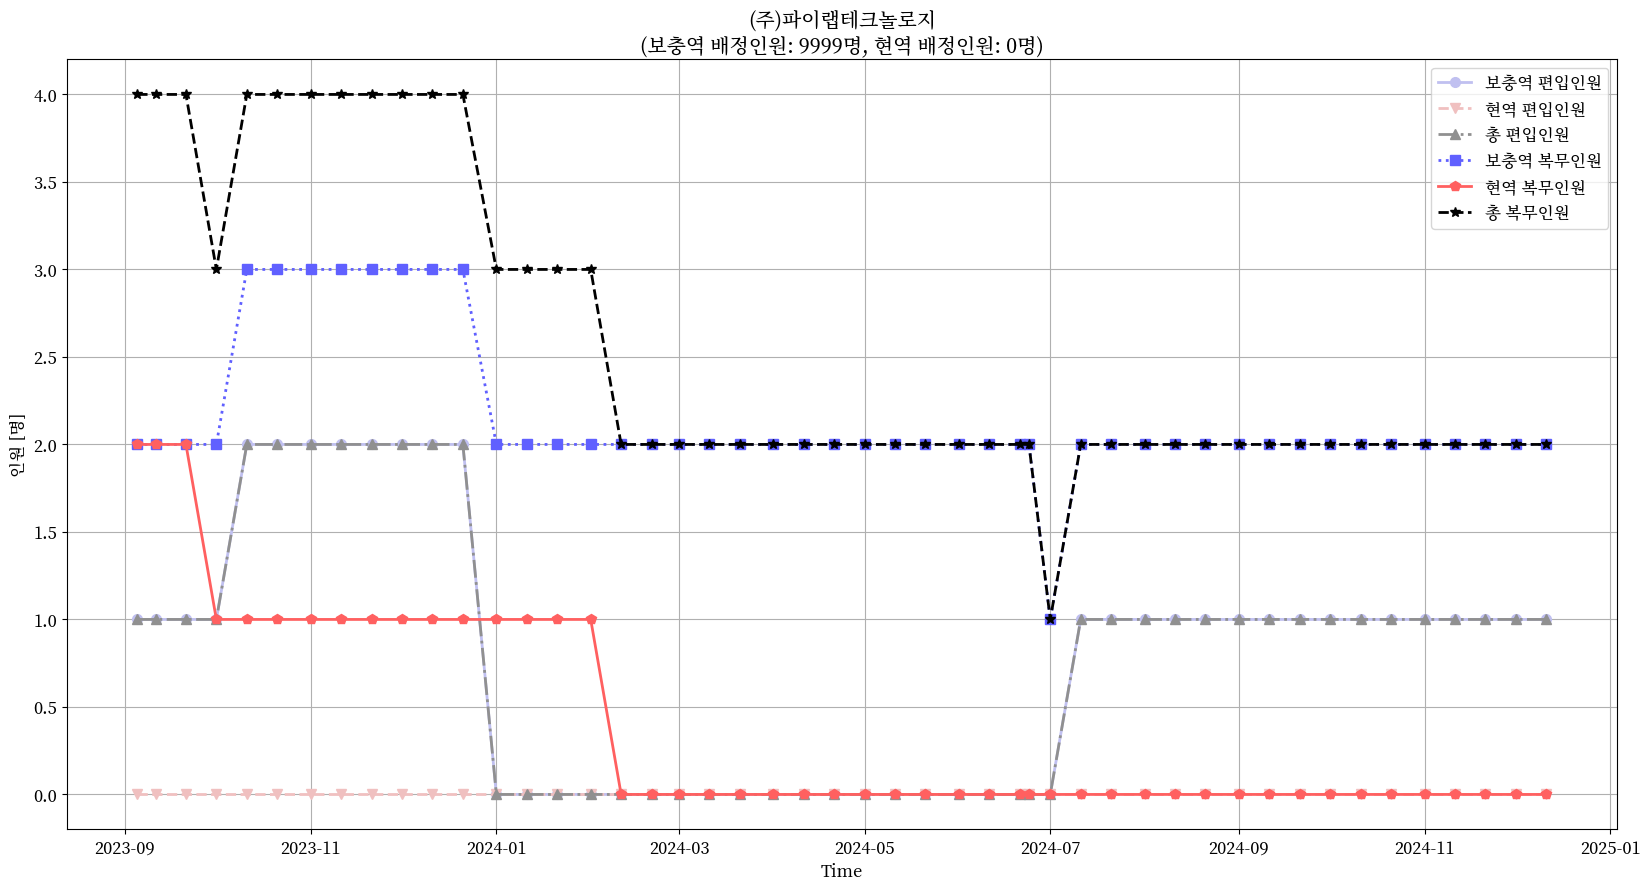 (주)파이랩테크놀로지
(보충역 배정인원: 9999명, 현역 배정인원: 0명)
보충역 편입인원
현역 편입인원
총 편입인원
보충역 복무인원
현역 복무인원
총 복무인원
인원 [명]
4.0
3.5
3.0
2.5
2.0
1.5
1.0
0.5
0.0
2023-09
2023-11
2024-01
2024-03
2024-05
2024-07
2024-09
2024-11
2025-01
Time